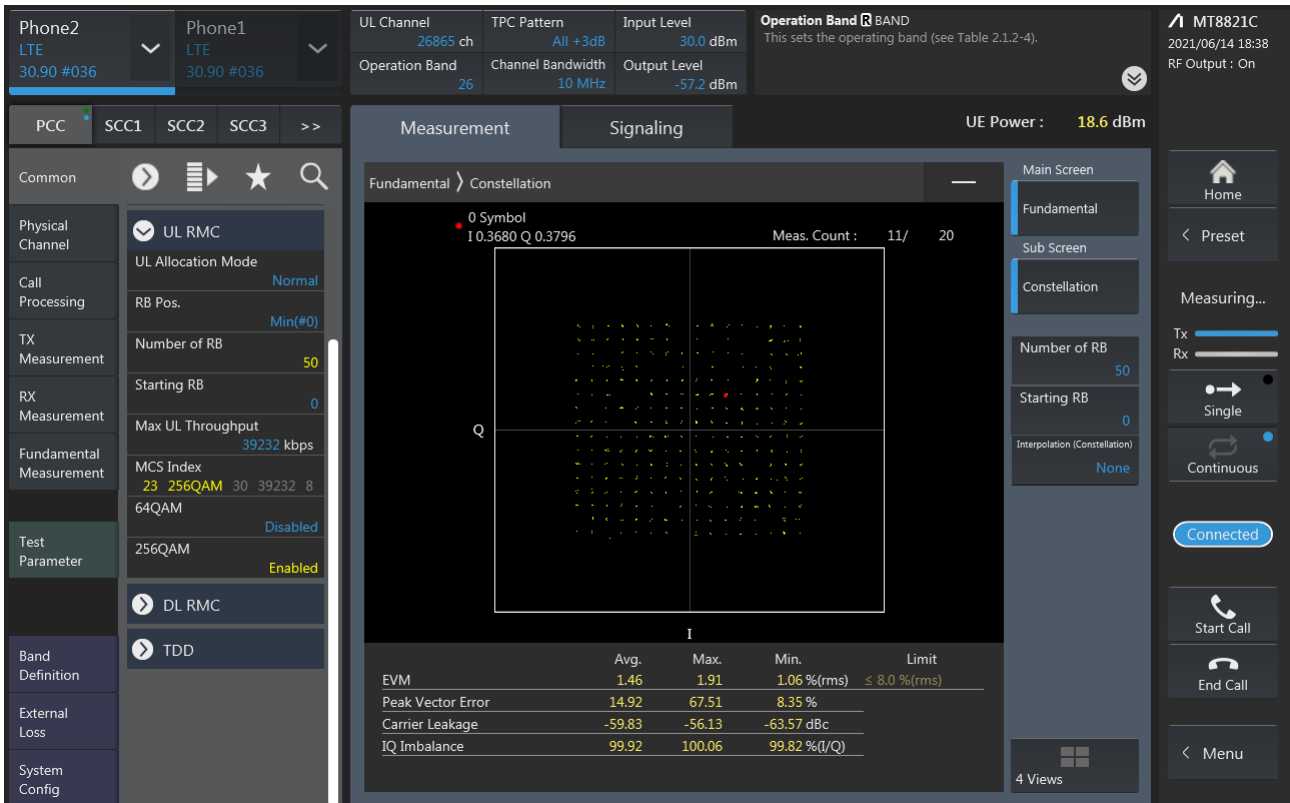 Phone2
LTE
30.90 #036
Phone1
LTE
30.90 #036
UL Channel
26865 ch
TPC Pattern
All +3dB
Input Level
30.0 dBm
Operation Band
26
Channel Bandwidth
10 MHz
Output Level
-57.2 dBm
Operation Band R BAND
This sets the operating band (see Table 2.1.2-4).
MT8821C
2021/06/14 18:38
RF Output : On
PCC
SCC1
SCC2
SCC3
>>
Measurement
Signaling
UE Power : 18.6 dBm
Common
Physical
Channel
Call
Processing
TX
Measurement
RX
Measurement
Fundamental
Measurement
Test
Parameter
Band
Definition
External
Loss
System
Config
UL RMC
UL Allocation Mode
Normal
RB Pos.
Min(#0)
Number of RB
50
Starting RB
0
Max UL Throughput
39232 kbps
MCS Index
23 256QAM 30 39232 8
64QAM
Disabled
256QAM
Enabled
DL RMC
TDD
Fundamental ⟩ Constellation
0 Symbol
I 0.3680 Q 0.3796
Meas. Count : 11/ 20
Q
I
Avg. Max. Min. Limit
EVM 1.46 1.91 1.06 %(rms) ≤ 8.0 %(rms)
Peak Vector Error 14.92 67.51 8.35 %
Carrier Leakage -59.83 -56.13 -63.57 dBc
IQ Imbalance 99.92 100.06 99.82 %(I/Q)
Main Screen
Fundamental
Sub Screen
Constellation
Number of RB
50
Starting RB
0
Interpolation (Constellation)
None
4 Views
Home
< Preset
Measuring...
Tx
Rx
Single
Continuous
Connected
Start Call
End Call
< Menu